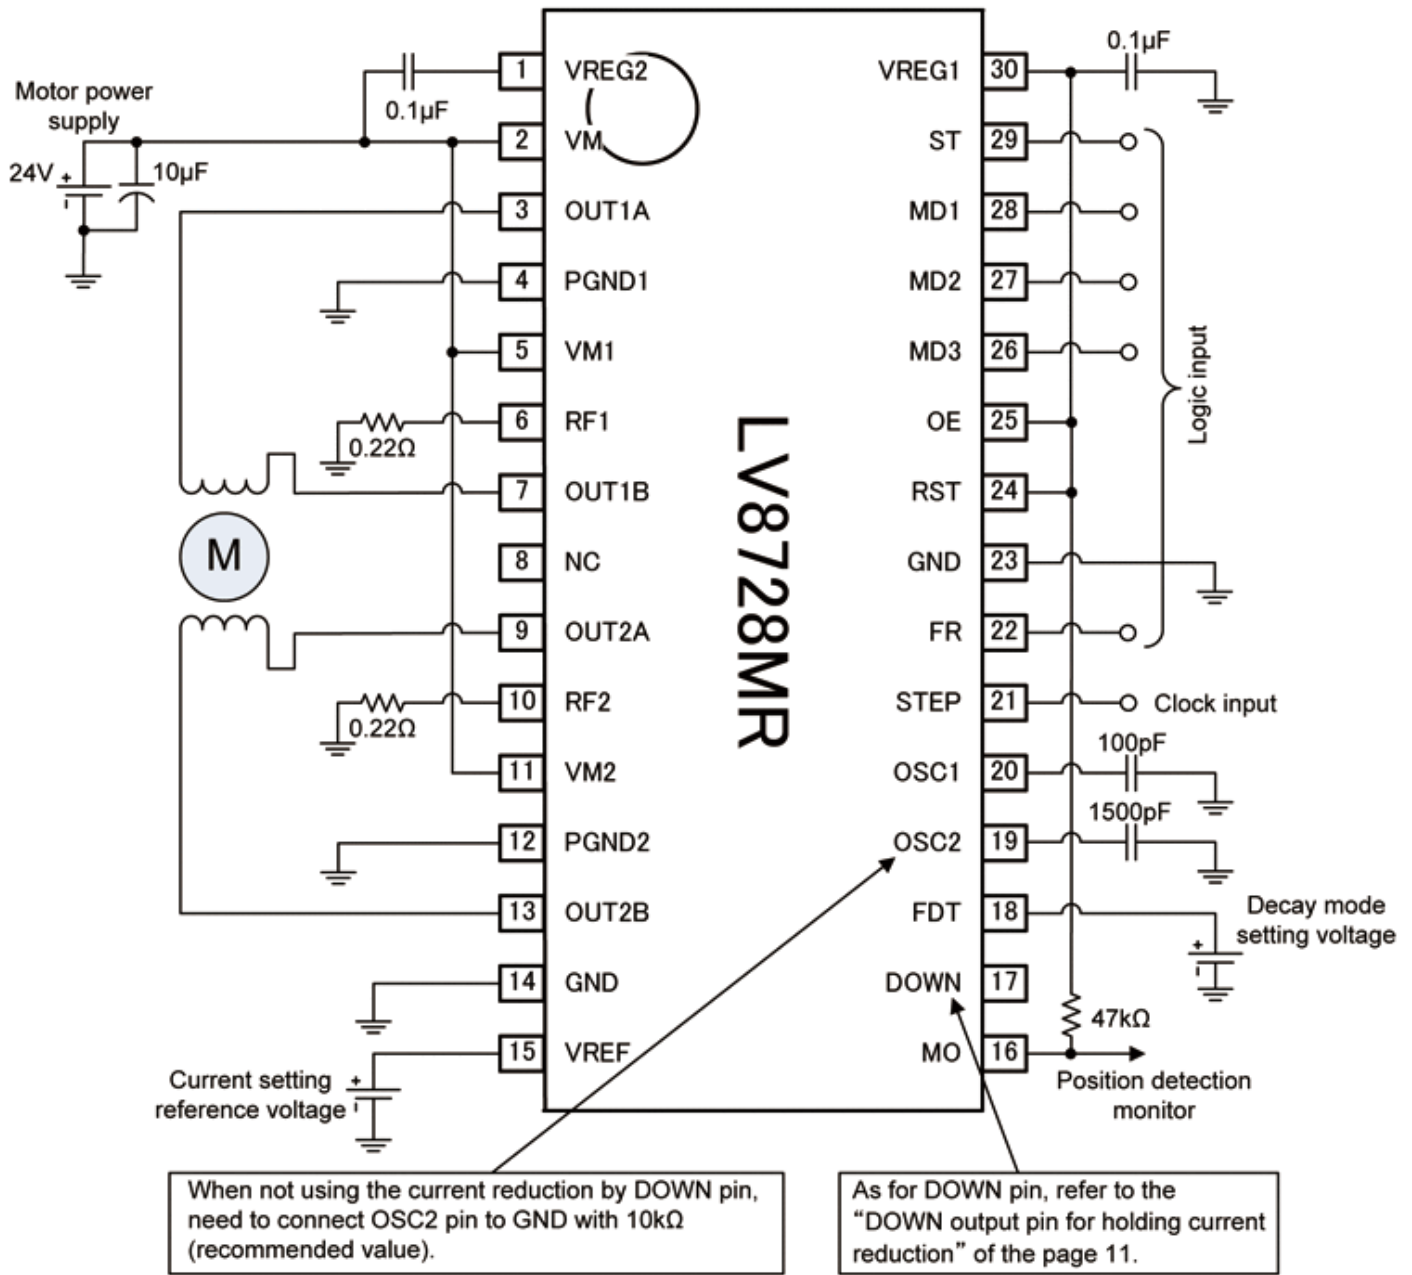 Motor power
supply
24V
+
-
10µF
0.1µF
1 VREG2
2 VM
3 OUT1A
4 PGND1
5 VM1
6 RF1
0.22Ω
7 OUT1B
8 NC
M
9 OUT2A
10 RF2
0.22Ω
11 VM2
12 PGND2
13 OUT2B
14 GND
15 VREF
Current setting
reference voltage
+
-
LV8728MR
VREG1 30
0.1µF
ST 29
MD1 28
MD2 27
MD3 26
OE 25
RST 24
GND 23
FR 22
Logic input
STEP 21
Clock input
OSC1 20
100pF
OSC2 19
1500pF
FDT 18
Decay mode
setting voltage
+
-
DOWN 17
47kΩ
MO 16
Position detection
monitor
When not using the current reduction by DOWN pin,
need to connect OSC2 pin to GND with 10kΩ
(recommended value).
As for DOWN pin, refer to the
“DOWN output pin for holding current
reduction” of the page 11.